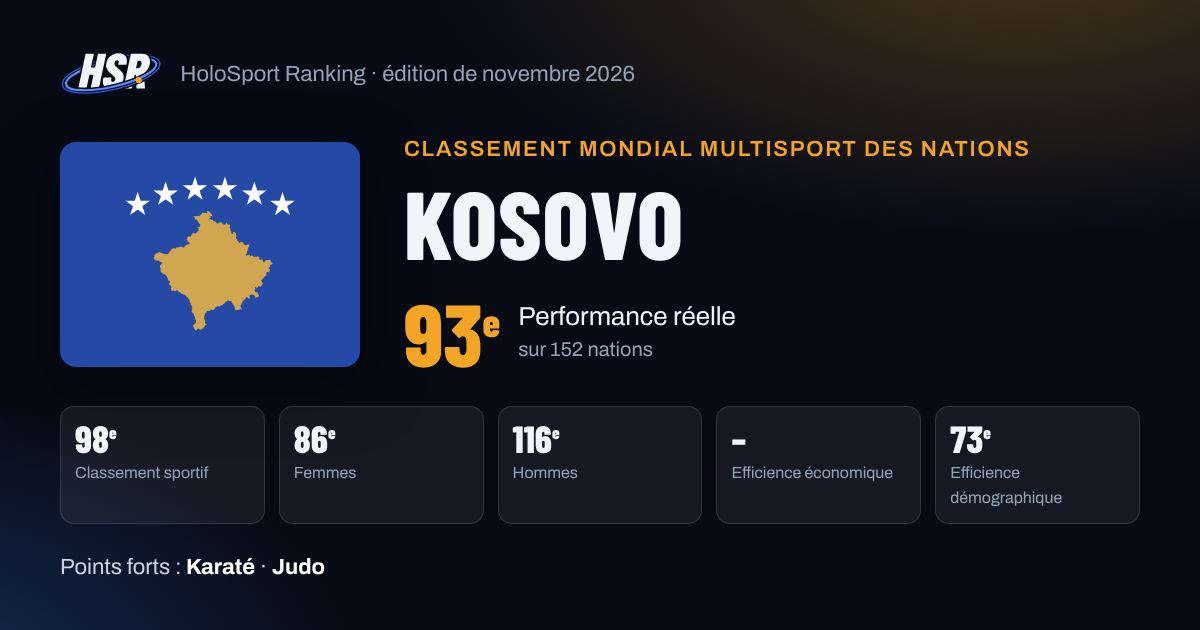 HSR HoloSport Ranking · édition de novembre 2026
CLASSEMENT MONDIAL MULTISPORT DES NATIONS
KOSOVO
93e Performance réelle
sur 152 nations
98e
Classement sportif
86e
Femmes
116e
Hommes
–
Efficience économique
73e
Efficience
démographique
Points forts : Karaté · Judo